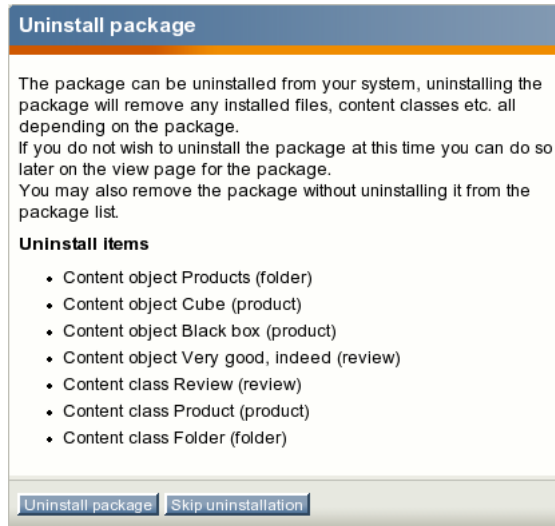 Uninstall package
The package can be uninstalled from your system, uninstalling the
package will remove any installed files, content classes etc. all
depending on the package.
If you do not wish to uninstall the package at this time you can do so
later on the view page for the package.
You may also remove the package without uninstalling it from the
package list.
Uninstall items
• Content object Products (folder)
• Content object Cube (product)
• Content object Black box (product)
• Content object Very good, indeed (review)
• Content class Review (review)
• Content class Product (product)
• Content class Folder (folder)
Uninstall package Skip uninstallation